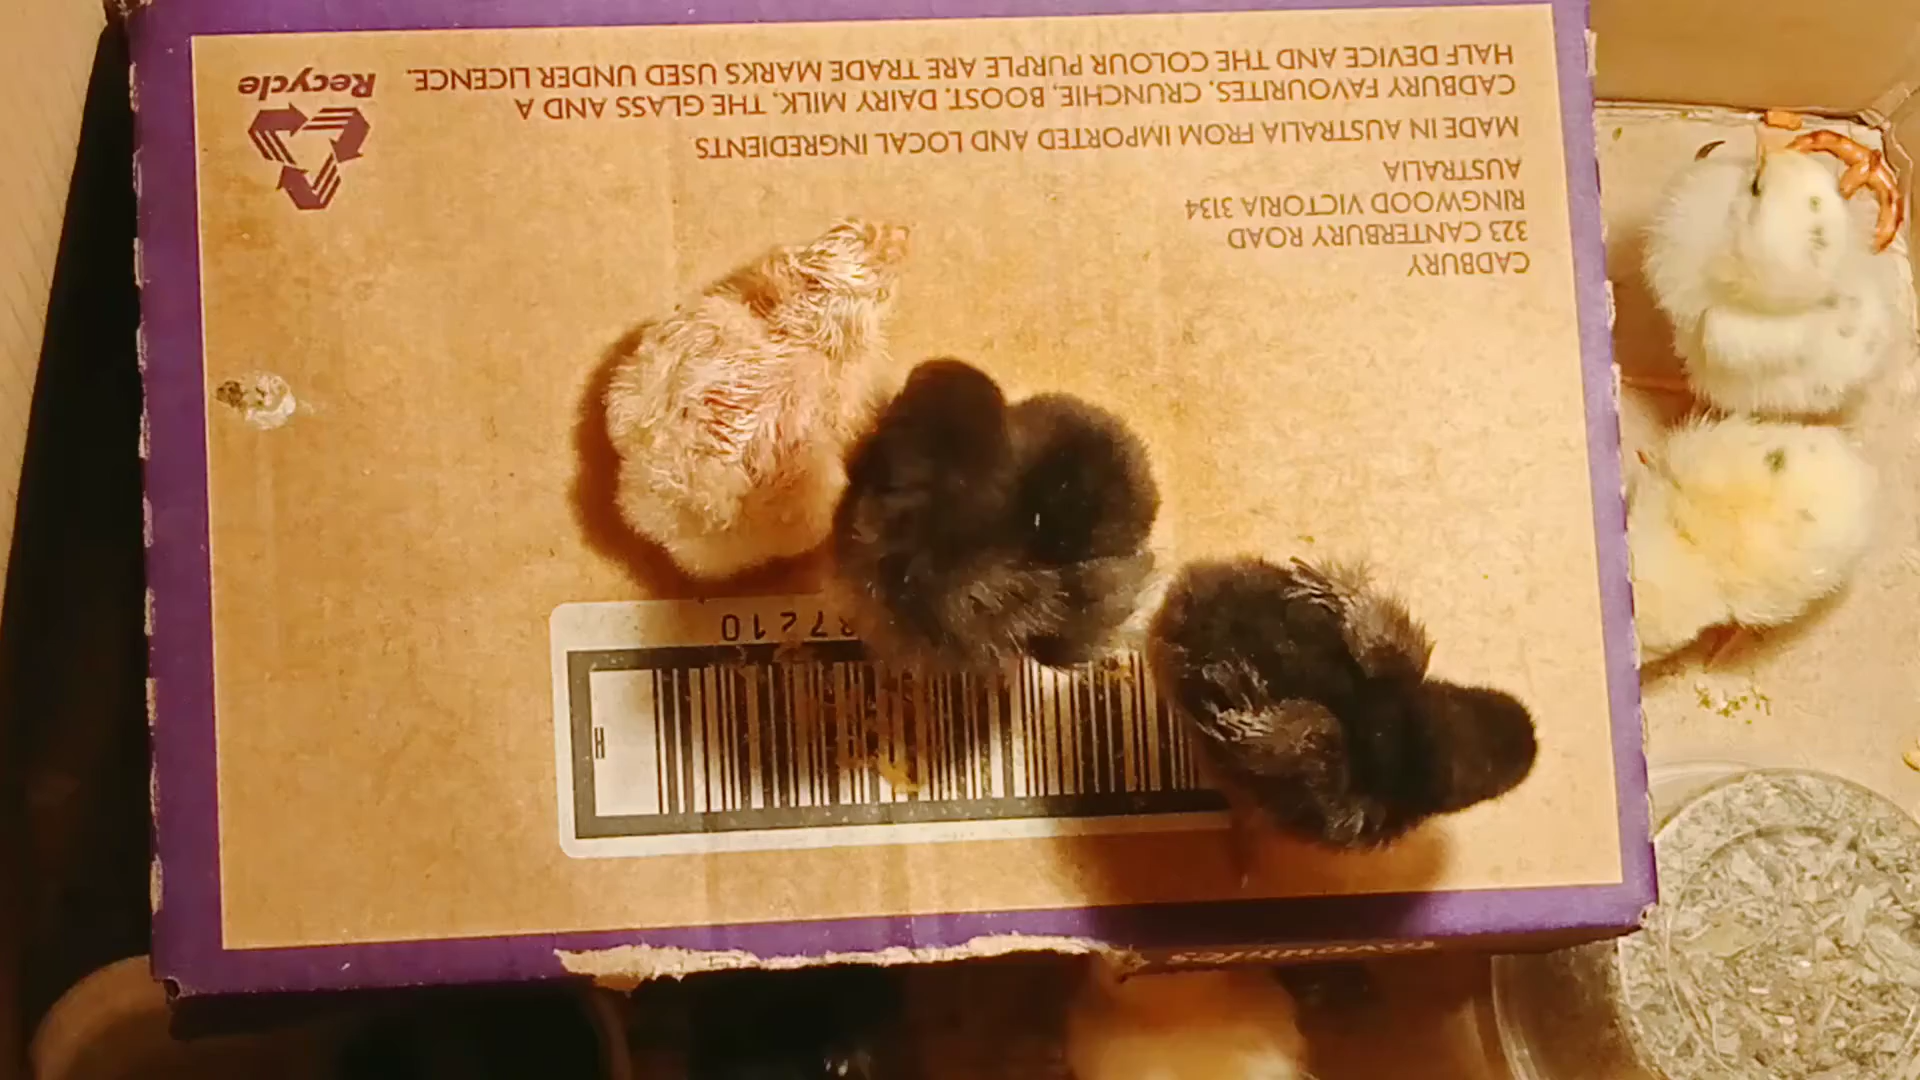 CADBURY
323 CANTERBURY ROAD
RINGWOOD VICTORIA 3134
AUSTRALIA
MADE IN AUSTRALIA FROM IMPORTED AND LOCAL INGREDIENTS
CADBURY FAVOURITES, CRUNCHIE, BOOST, DAIRY MILK, THE GLASS AND A
HALF DEVICE AND THE COLOUR PURPLE ARE TRADE MARKS USED UNDER LICENCE.
Recycle
H
favourites